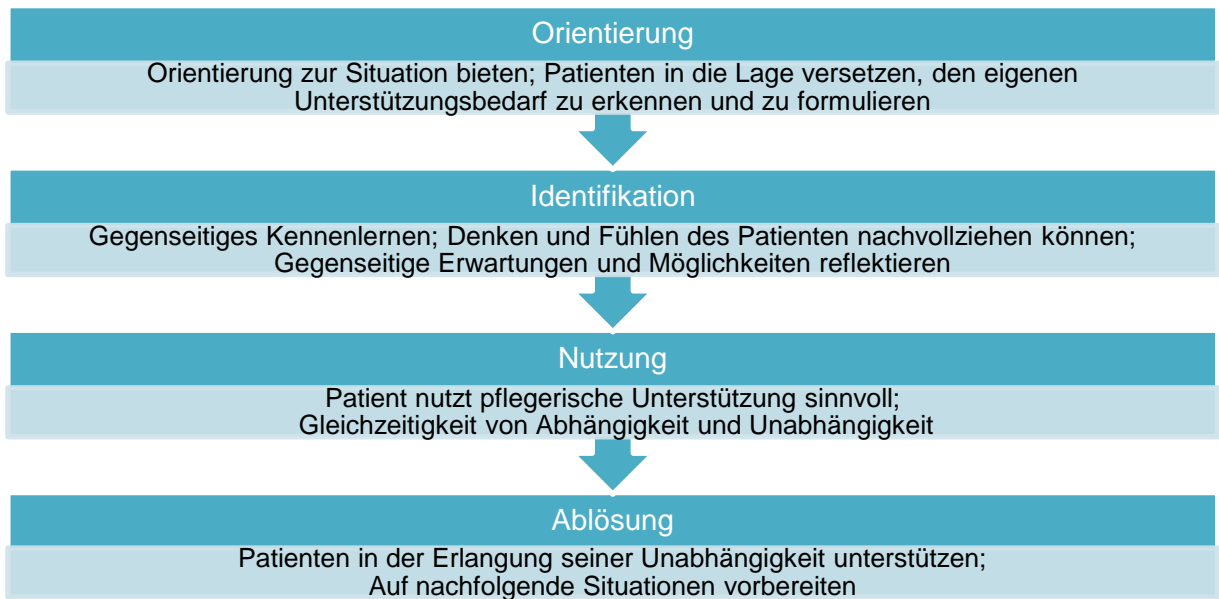 Orientierung
Orientierung zur Situation bieten; Patienten in die Lage versetzen, den eigenen
Unterstützungsbedarf zu erkennen und zu formulieren
Identifikation
Gegenseitiges Kennenlernen; Denken und Fühlen des Patienten nachvollziehen können;
Gegenseitige Erwartungen und Möglichkeiten reflektieren
Nutzung
Patient nutzt pflegerische Unterstützung sinnvoll;
Gleichzeitigkeit von Abhängigkeit und Unabhängigkeit
Ablösung
Patienten in der Erlangung seiner Unabhängigkeit unterstützen;
Auf nachfolgende Situationen vorbereiten